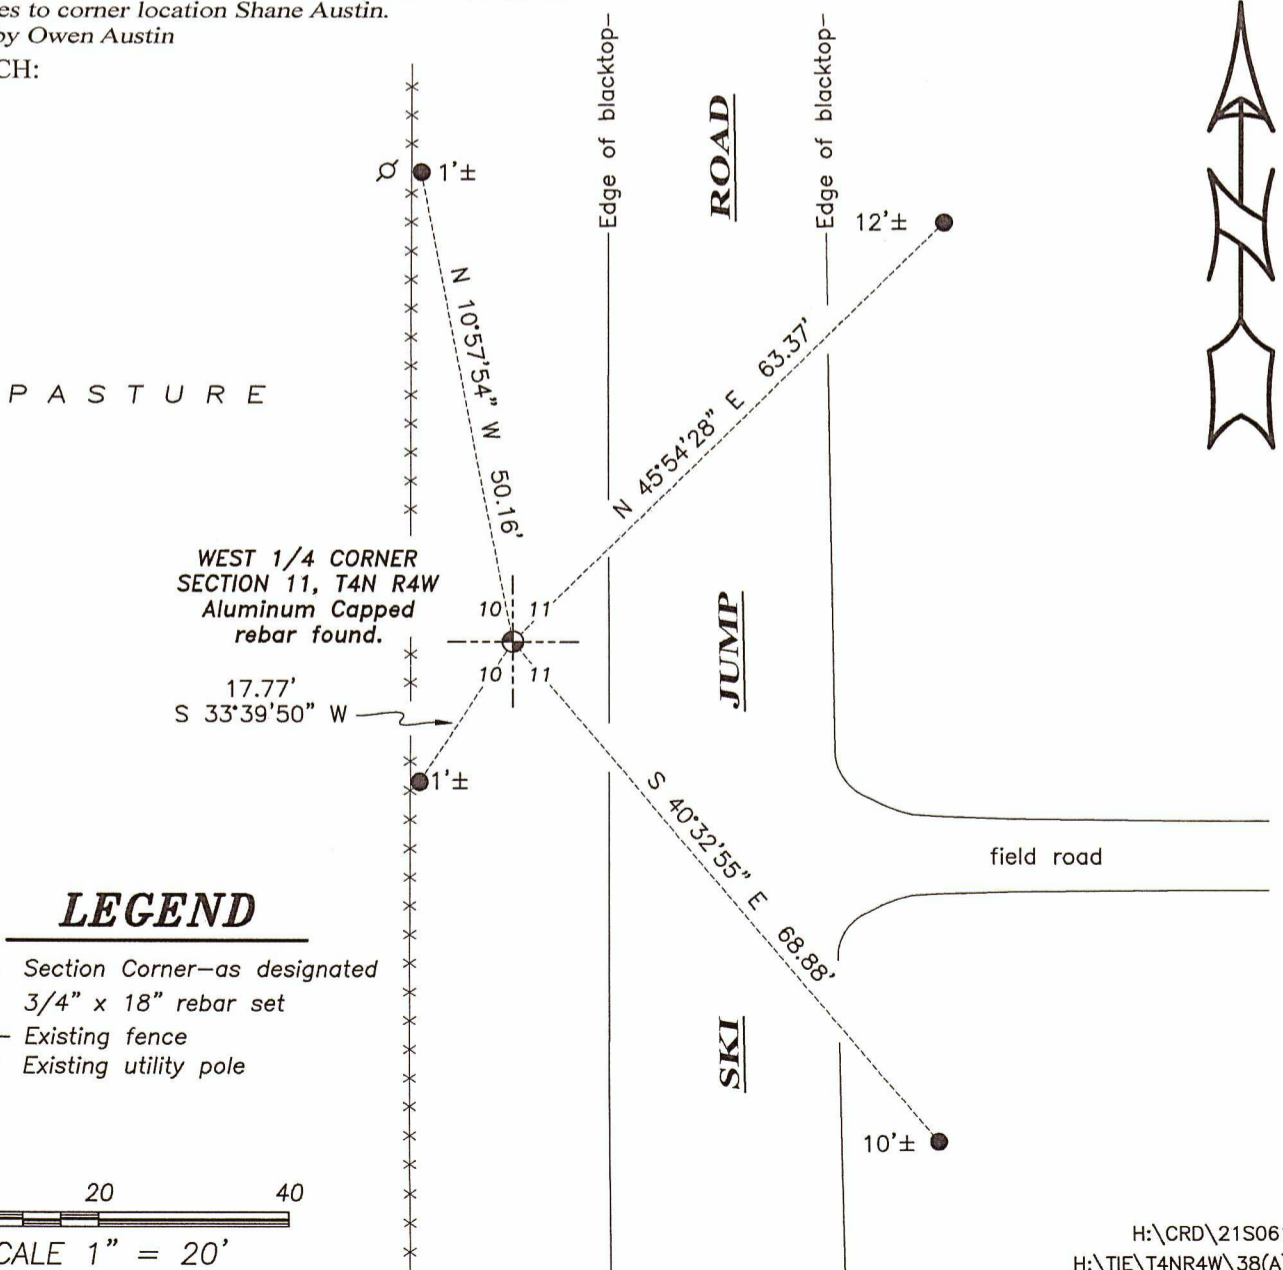 es to corner location Shane Austin.
by Owen Austin
CH:
Edge of blacktop
Edge of blacktop
ROAD
1'±
12'±
N 10°57'54" W 50.16'
N 45°54'28" E 63.37'
PASTURE
WEST 1/4 CORNER
SECTION 11, T4N R4W
Aluminum Capped
rebar found.
10 11
10 11
JUMP
17.77'
S 33°39'50" W
1'±
S 40°32'55" E 68.88'
field road
LEGEND
Section Corner—as designated
3/4" x 18" rebar set
Existing fence
Existing utility pole
SKI
10'±
20 40
CALE 1" = 20'
H:\CRD\21S06
H:\TIE\T4NR4W\38(A)
N